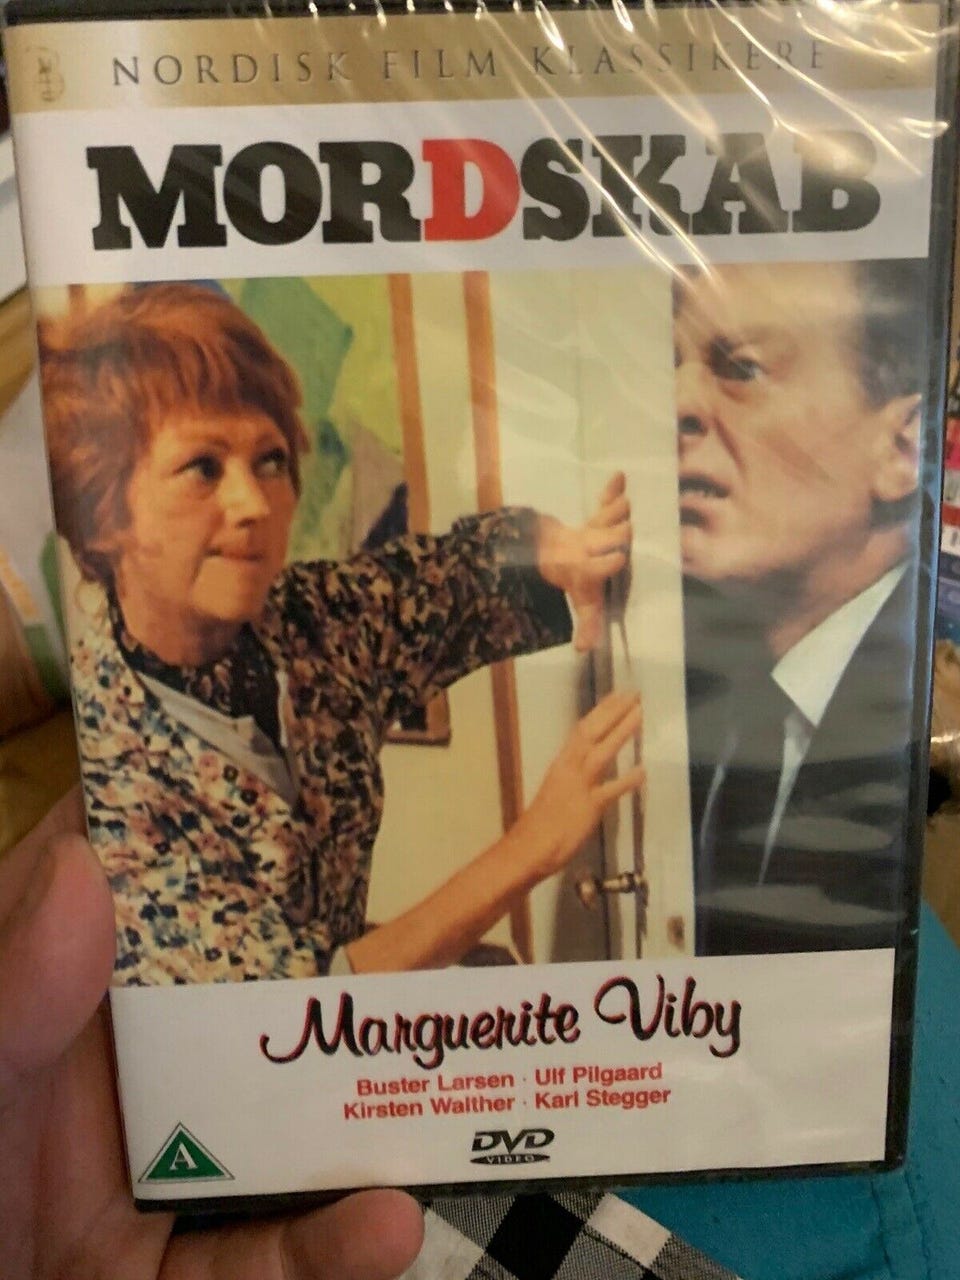 NORDISK FILM KLASSIKERE
MORDSKAB
Marguerite Viby
Buster Larsen · Ulf Pilgaard
Kirsten Walther · Karl Stegger
DVD
VIDEO
A